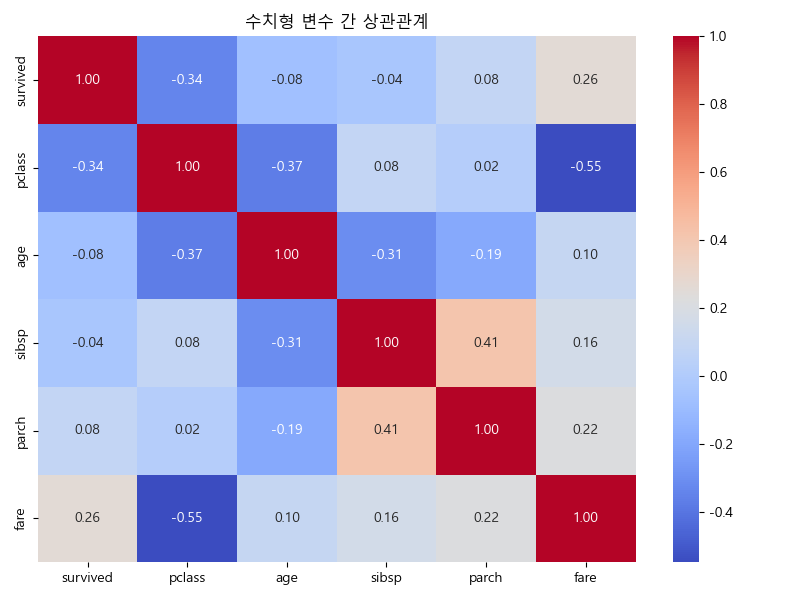 수치형 변수 간 상관관계
survived 1.00 -0.34 -0.08 -0.04 0.08 0.26
pclass -0.34 1.00 -0.37 0.08 0.02 -0.55
age -0.08 -0.37 1.00 -0.31 -0.19 0.10
sibsp -0.04 0.08 -0.31 1.00 0.41 0.16
parch 0.08 0.02 -0.19 0.41 1.00 0.22
fare 0.26 -0.55 0.10 0.16 0.22 1.00
survived pclass age sibsp parch fare
1.0
0.8
0.6
0.4
0.2
0.0
-0.2
-0.4